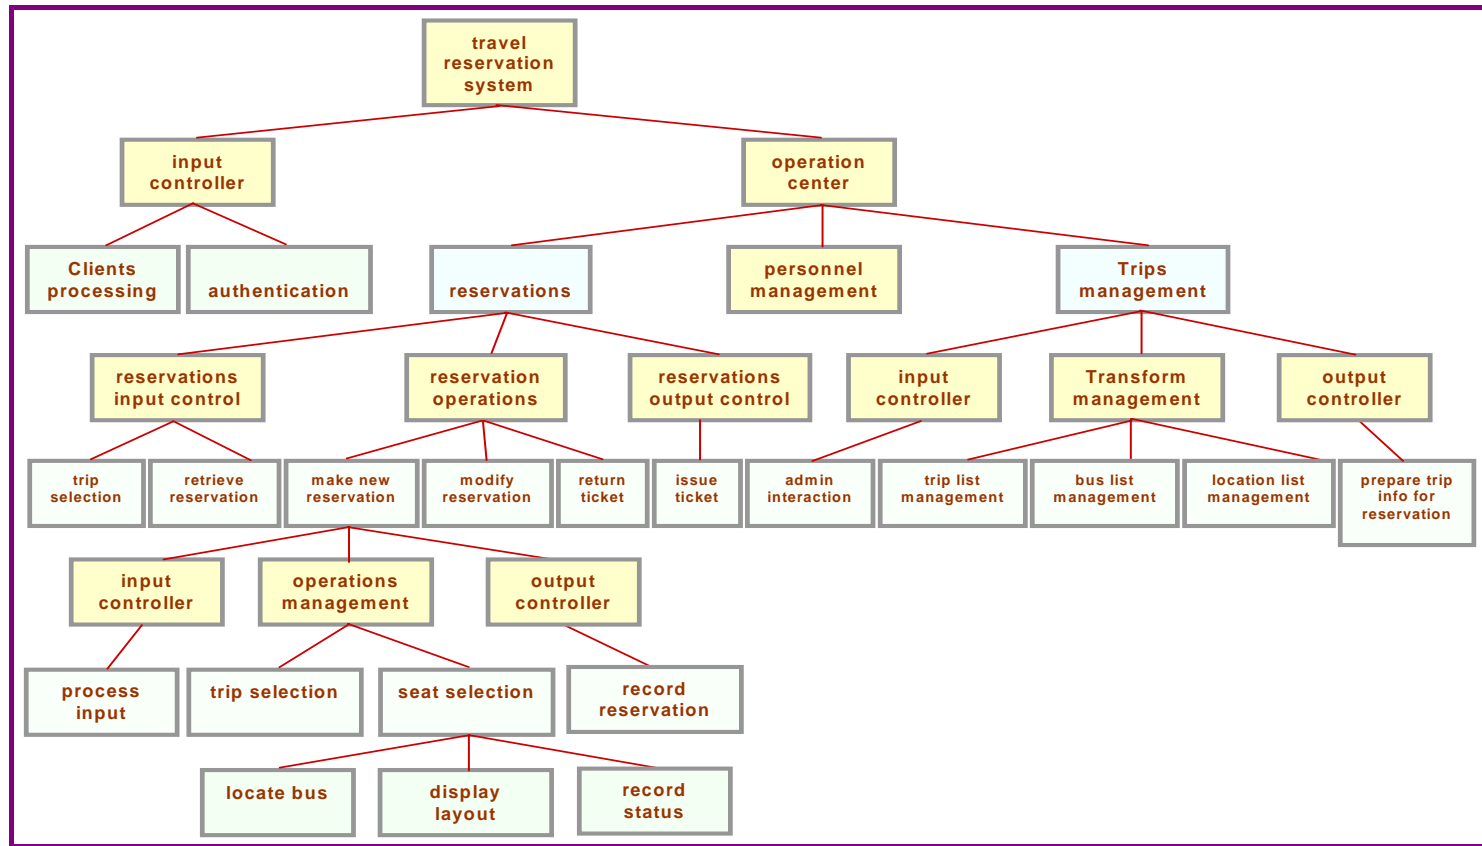 travel
reservation
system
input
controller
operation
center
Clients
processing
authentication
reservations
personnel
management
Trips
management
reservations
input control
reservation
operations
reservations
output control
input
controller
Transform
management
output
controller
trip
selection
retrieve
reservation
make new
reservation
modify
reservation
return
ticket
issue
ticket
admin
interaction
trip list
management
bus list
management
location list
management
prepare trip
info for
reservation
input
controller
operations
management
output
controller
process
input
trip selection
seat selection
record
reservation
locate bus
display
layout
record
status